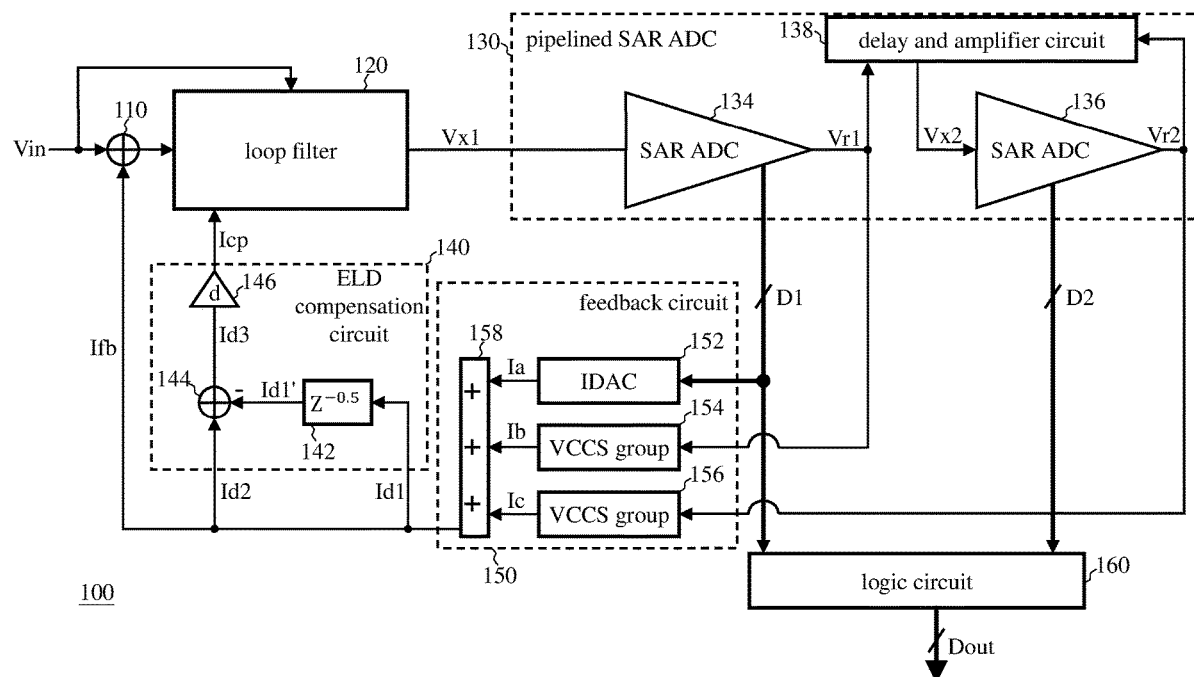 130
pipelined SAR ADC
138
delay and amplifier circuit
120
110
134
136
Vin
loop filter
Vx1
SAR ADC
Vr1
Vx2
SAR ADC
Vr2
Icp
140
146
d
ELD
compensation
circuit
feedback circuit
D1
D2
Ifb
Id3
158
152
Ia
IDAC
+
144
-
Id1'
Z^-0.5
142
154
Ib
VCCS group
+
156
Id2
Id1
Ic
VCCS group
+
150
160
logic circuit
100
Dout